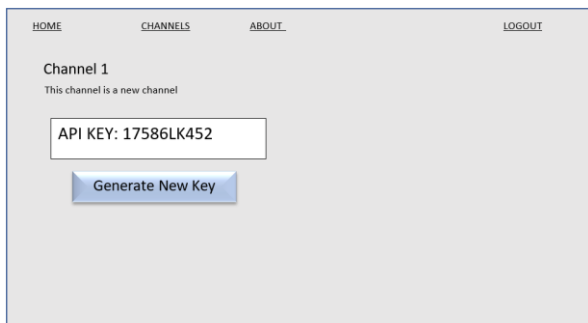 HOME CHANNELS ABOUT LOGOUT
Channel 1
This channel is a new channel
API KEY: 17586LK452
Generate New Key